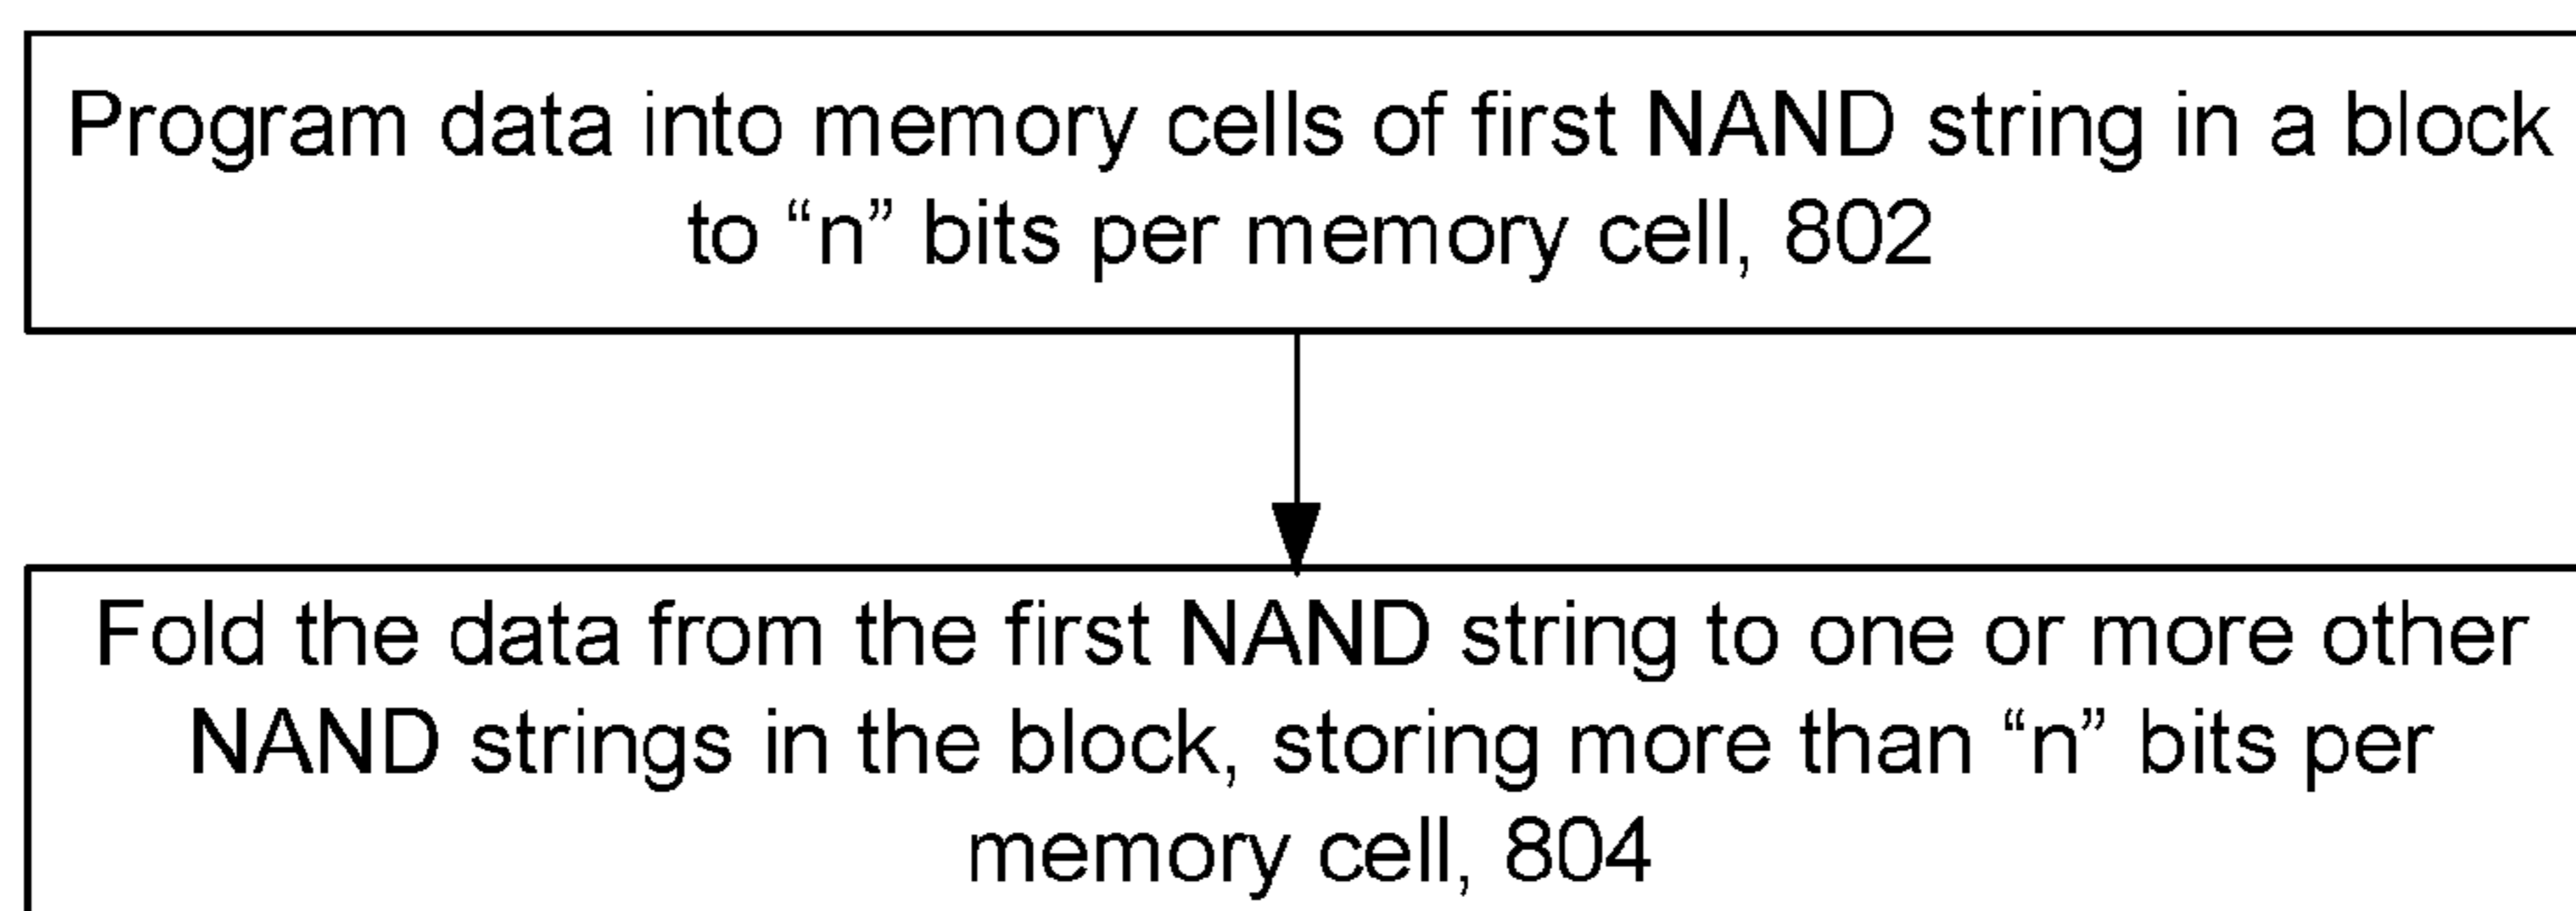 Program data into memory cells of first NAND string in a block
to “n” bits per memory cell, 802
Fold the data from the first NAND string to one or more other
NAND strings in the block, storing more than “n” bits per
memory cell, 804